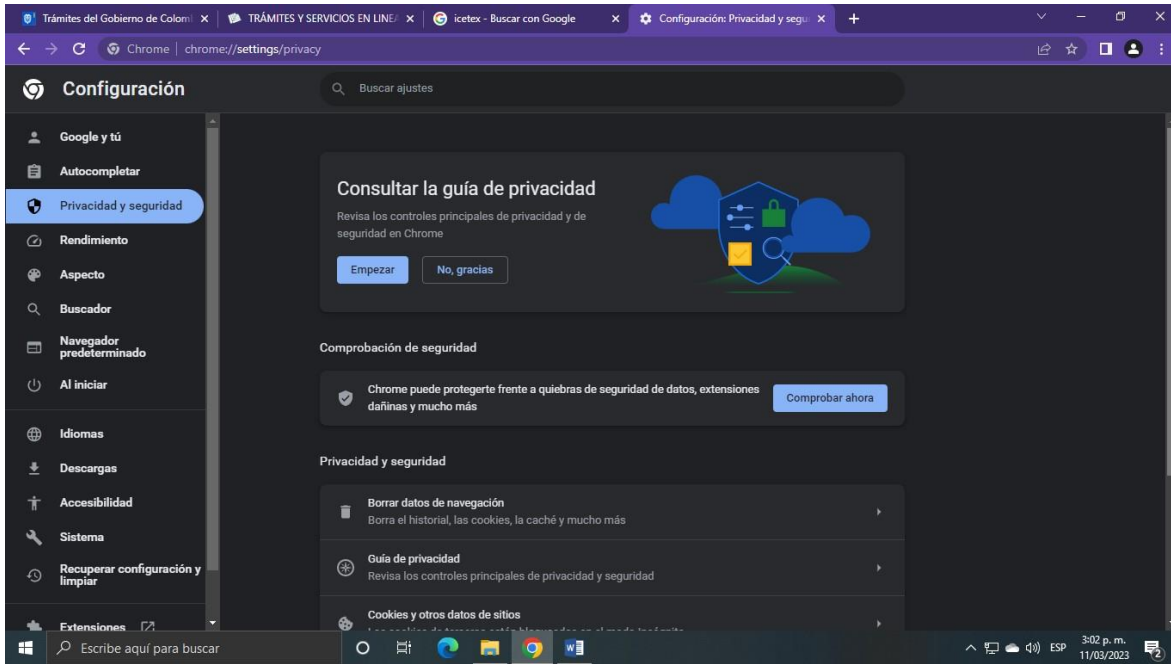 Trámites del Gobierno de Colom
TRÁMITES Y SERVICIOS EN LINEA
icetex - Buscar con Google
Configuración: Privacidad y segu
Chrome | chrome://settings/privacy
Configuración
Buscar ajustes
Google y tú
Autocompletar
Privacidad y seguridad
Rendimiento
Aspecto
Buscador
Navegador
predeterminado
Al iniciar
Idiomas
Descargas
Accesibilidad
Sistema
Recuperar configuración y
limpiar
Extensiones
Consultar la guía de privacidad
Revisa los controles principales de privacidad y de
seguridad en Chrome
Empezar
No, gracias
Comprobación de seguridad
Chrome puede protegerte frente a quiebras de seguridad de datos, extensiones
dañinas y mucho más
Comprobar ahora
Privacidad y seguridad
Borrar datos de navegación
Borra el historial, las cookies, la caché y mucho más
Guía de privacidad
Revisa los controles principales de privacidad y seguridad
Cookies y otros datos de sitios
Escribe aquí para buscar
ESP
3:02 p. m.
11/03/2023
2